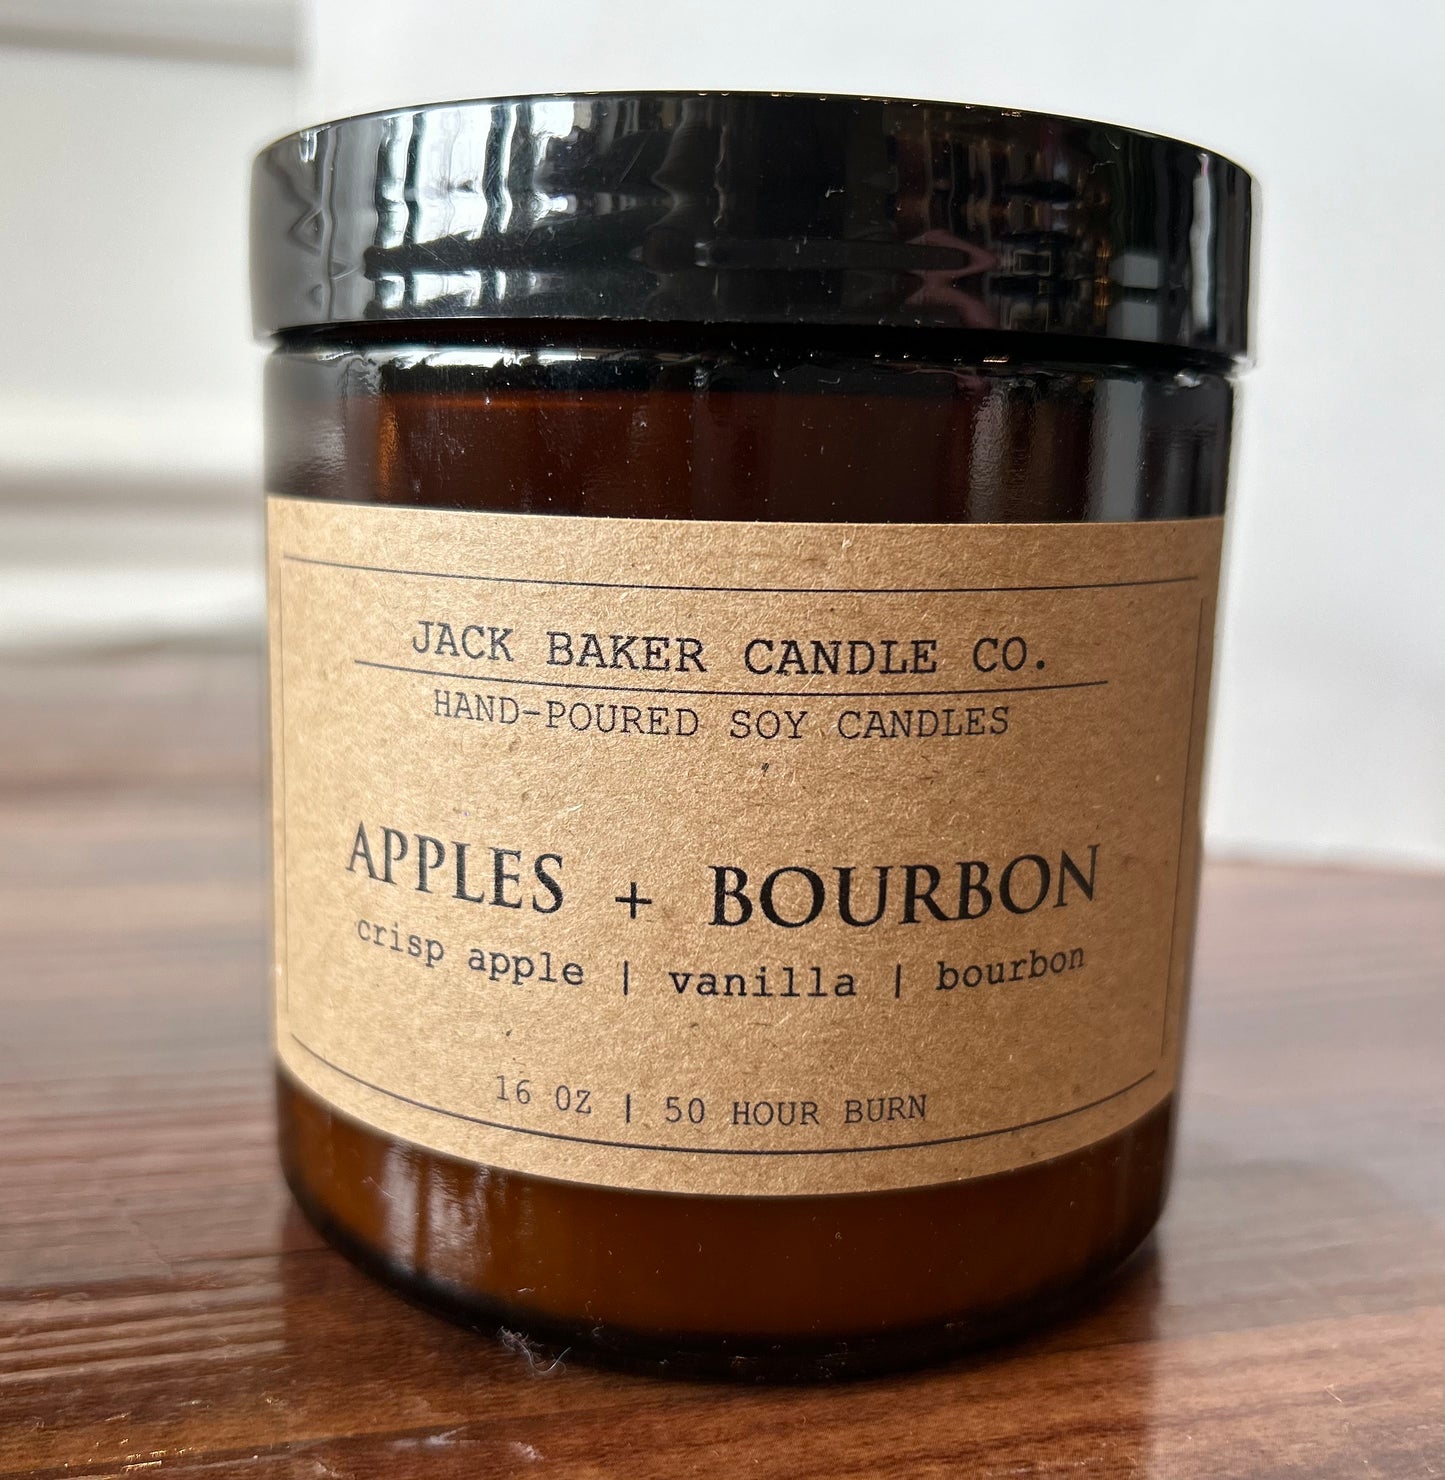 JACK BAKER CANDLE CO.
HAND-POURED SOY CANDLES
APPLES + BOURBON
crisp apple | vanilla | bourbon
16 OZ | 50 HOUR BURN